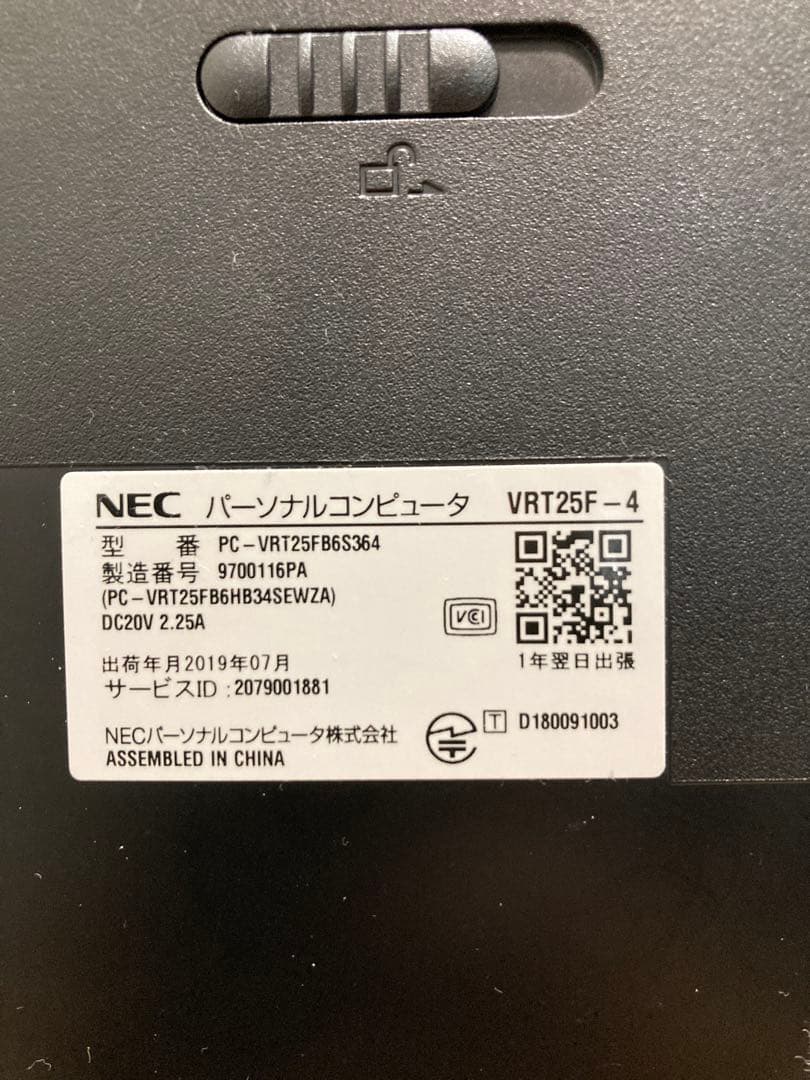 NEC パーソナルコンピュータ VRT25F-4
型 番 PC-VRT25FB6S364
製造番号 9700116PA
(PC-VRT25FB6HB34SEWZA)
DC20V 2.25A
VCI
出荷年月2019年07月
1年翌日出張
サービスID:2079001881
NECパーソナルコンピュータ株式会社
T D180091003
ASSEMBLED IN CHINA